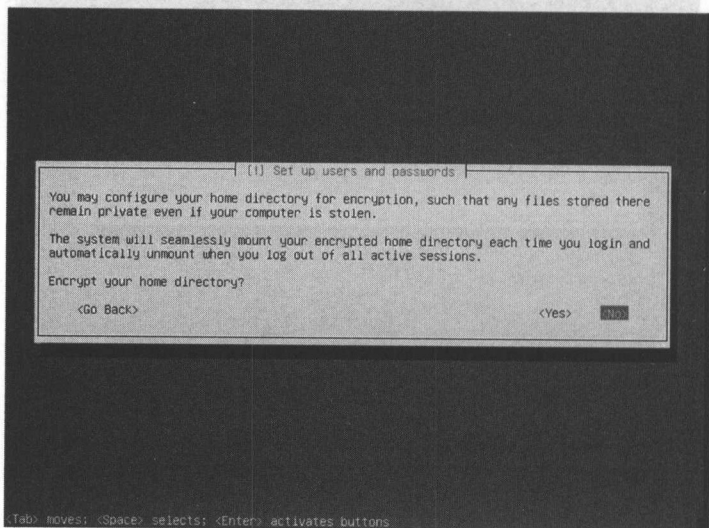 [!] Set up users and passwords
You may configure your home directory for encryption, such that any files stored there
remain private even if your computer is stolen.
The system will seamlessly mount your encrypted home directory each time you login and
automatically unmount when you log out of all active sessions.
Encrypt your home directory?
<Go Back> <Yes> <No>
<Tab> moves; <Space> selects; <Enter> activates buttons